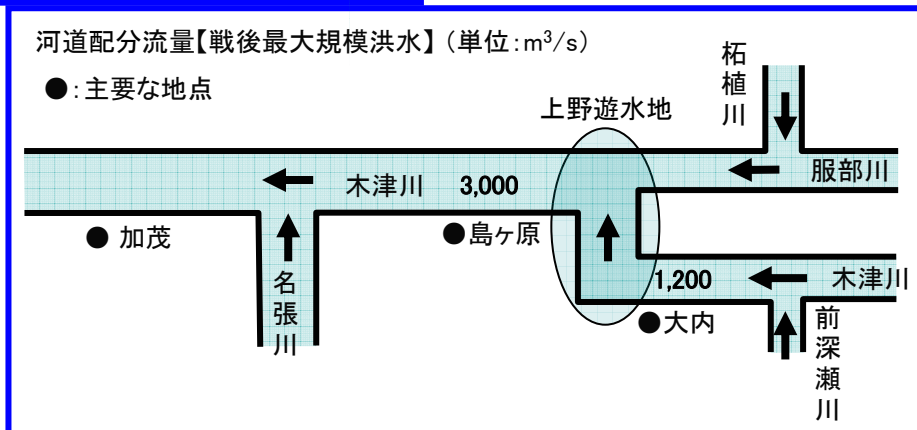 河道配分流量【戦後最大規模洪水】（単位：m³/s）
●：主要な地点
柘植川
上野遊水地
服部川
木津川 3,000
●加茂
●島ヶ原
名張川
1,200
木津川
●大内
前深瀬川